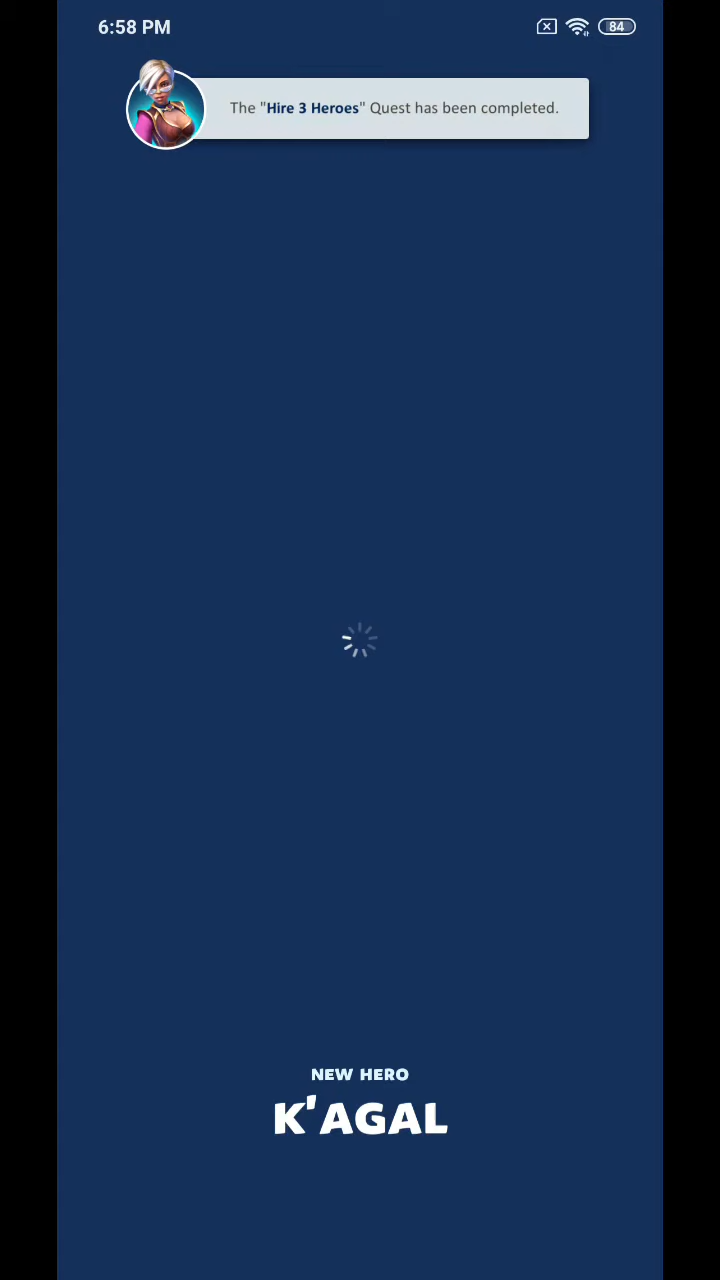 6:58 PM
84
The "Hire 3 Heroes" Quest has been completed.
NEW HERO
K'AGAL